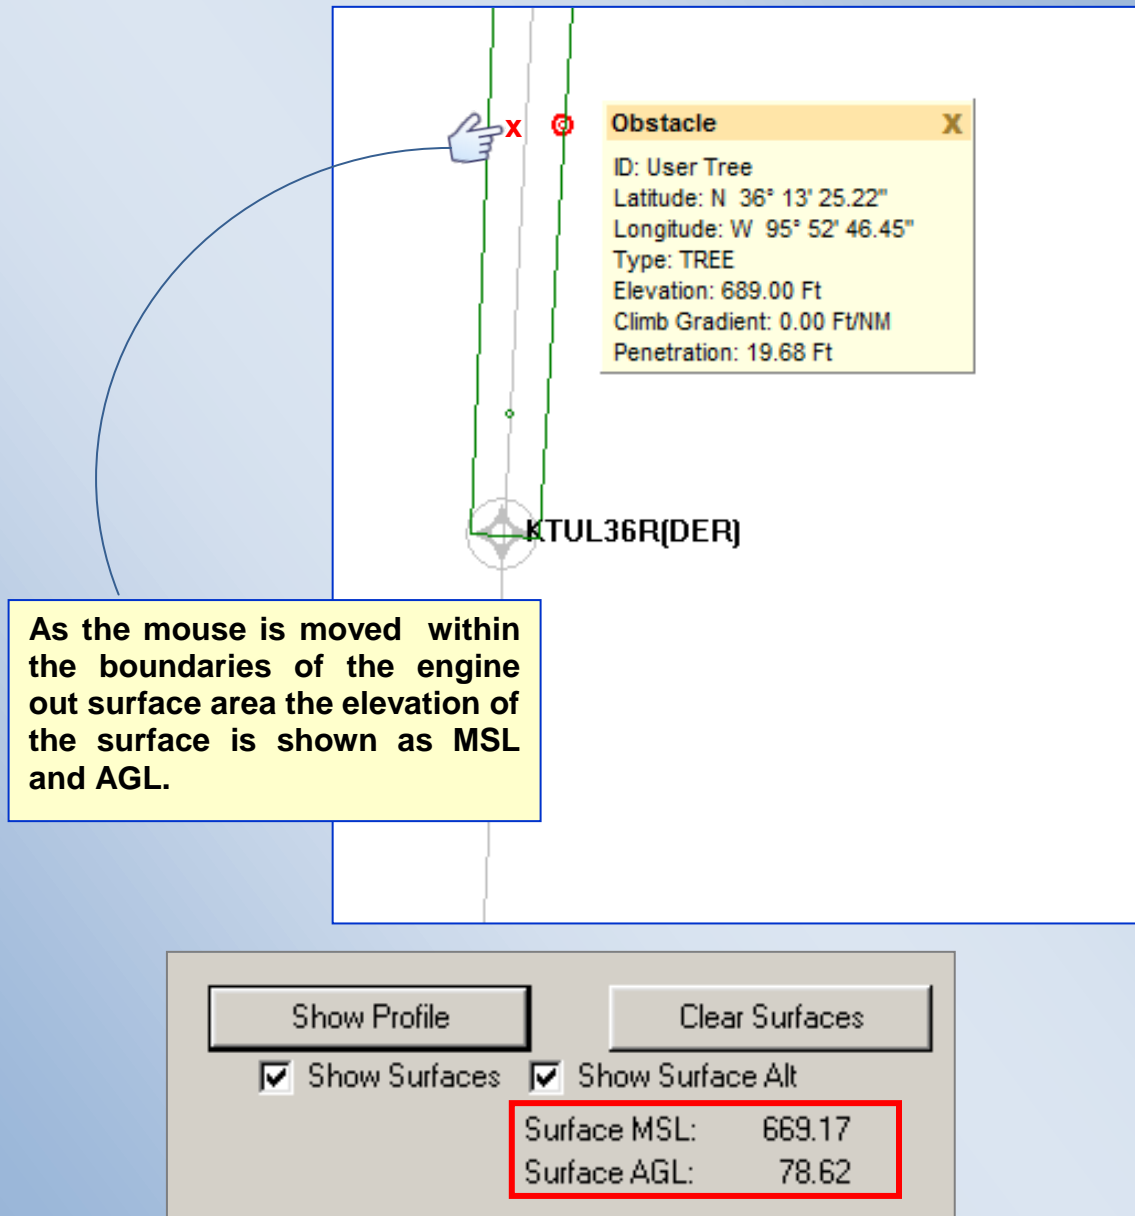 x
Obstacle X
ID: User Tree
Latitude: N 36° 13' 25.22"
Longitude: W 95° 52' 46.45"
Type: TREE
Elevation: 689.00 Ft
Climb Gradient: 0.00 Ft/NM
Penetration: 19.68 Ft
KTUL36R(DER)
As the mouse is moved within
the boundaries of the engine
out surface area the elevation of
the surface is shown as MSL
and AGL.
Show Profile Clear Surfaces
Show Surfaces Show Surface Alt
Surface MSL: 669.17
Surface AGL: 78.62